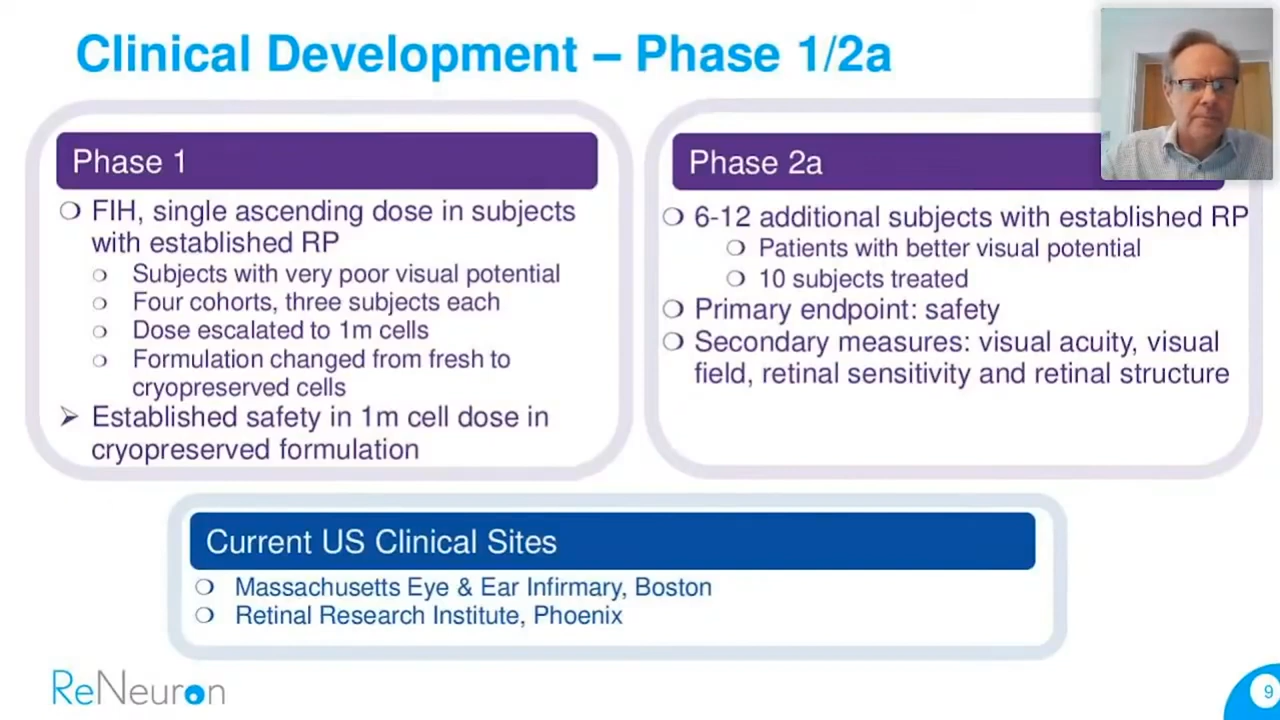 Clinical Development – Phase 1/2a
Phase 1
FIH, single ascending dose in subjects
with established RP
Subjects with very poor visual potential
Four cohorts, three subjects each
Dose escalated to 1m cells
Formulation changed from fresh to
cryopreserved cells
Established safety in 1m cell dose in
cryopreserved formulation
Phase 2a
6-12 additional subjects with established RP
Patients with better visual potential
10 subjects treated
Primary endpoint: safety
Secondary measures: visual acuity, visual
field, retinal sensitivity and retinal structure
Current US Clinical Sites
Massachusetts Eye & Ear Infirmary, Boston
Retinal Research Institute, Phoenix
ReNeuron
9